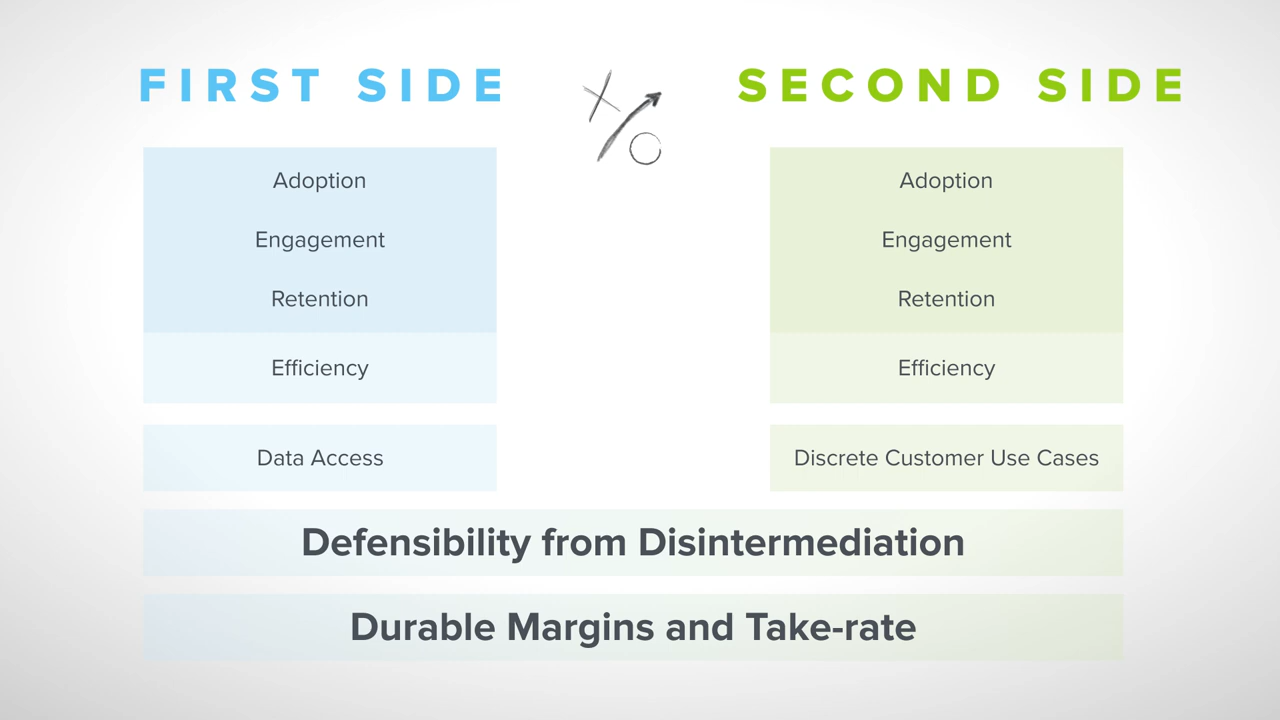 FIRST SIDE
SECOND SIDE
Adoption
Engagement
Retention
Efficiency
Data Access
Adoption
Engagement
Retention
Efficiency
Discrete Customer Use Cases
Defensibility from Disintermediation
Durable Margins and Take-rate